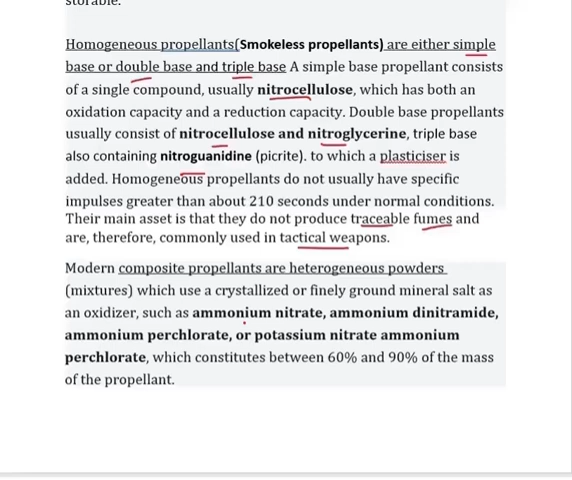 storable.
Homogeneous propellants(Smokeless propellants) are either simple
base or double base and triple base A simple base propellant consists
of a single compound, usually nitrocellulose, which has both an
oxidation capacity and a reduction capacity. Double base propellants
usually consist of nitrocellulose and nitroglycerine, triple base
also containing nitroguanidine (picrite). to which a plasticiser is
added. Homogeneous propellants do not usually have specific
impulses greater than about 210 seconds under normal conditions.
Their main asset is that they do not produce traceable fumes and
are, therefore, commonly used in tactical weapons.
Modern composite propellants are heterogeneous powders
(mixtures) which use a crystallized or finely ground mineral salt as
an oxidizer, such as ammonium nitrate, ammonium dinitramide,
ammonium perchlorate, or potassium nitrate ammonium
perchlorate, which constitutes between 60% and 90% of the mass
of the propellant.